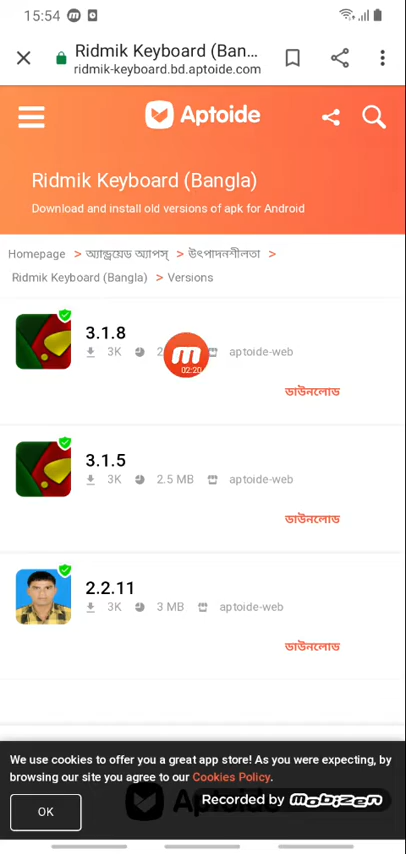 15:54
Ridmik Keyboard (Ban...
ridmik-keyboard.bd.aptoide.com
Aptoide
Ridmik Keyboard (Bangla)
Download and install old versions of apk for Android
Homepage > অ্যান্ড্রয়েড অ্যাপস্ > উৎপাদনশীলতা >
Ridmik Keyboard (Bangla) > Versions
3.1.8
3K aptoide-web
02:20
ডাউনলোড
3.1.5
3K 2.5 MB aptoide-web
ডাউনলোড
2.2.11
3K 3 MB aptoide-web
ডাউনলোড
We use cookies to offer you a great app store! As you were expecting, by
browsing our site you agree to our Cookies Policy.
OK
Recorded by mobizen